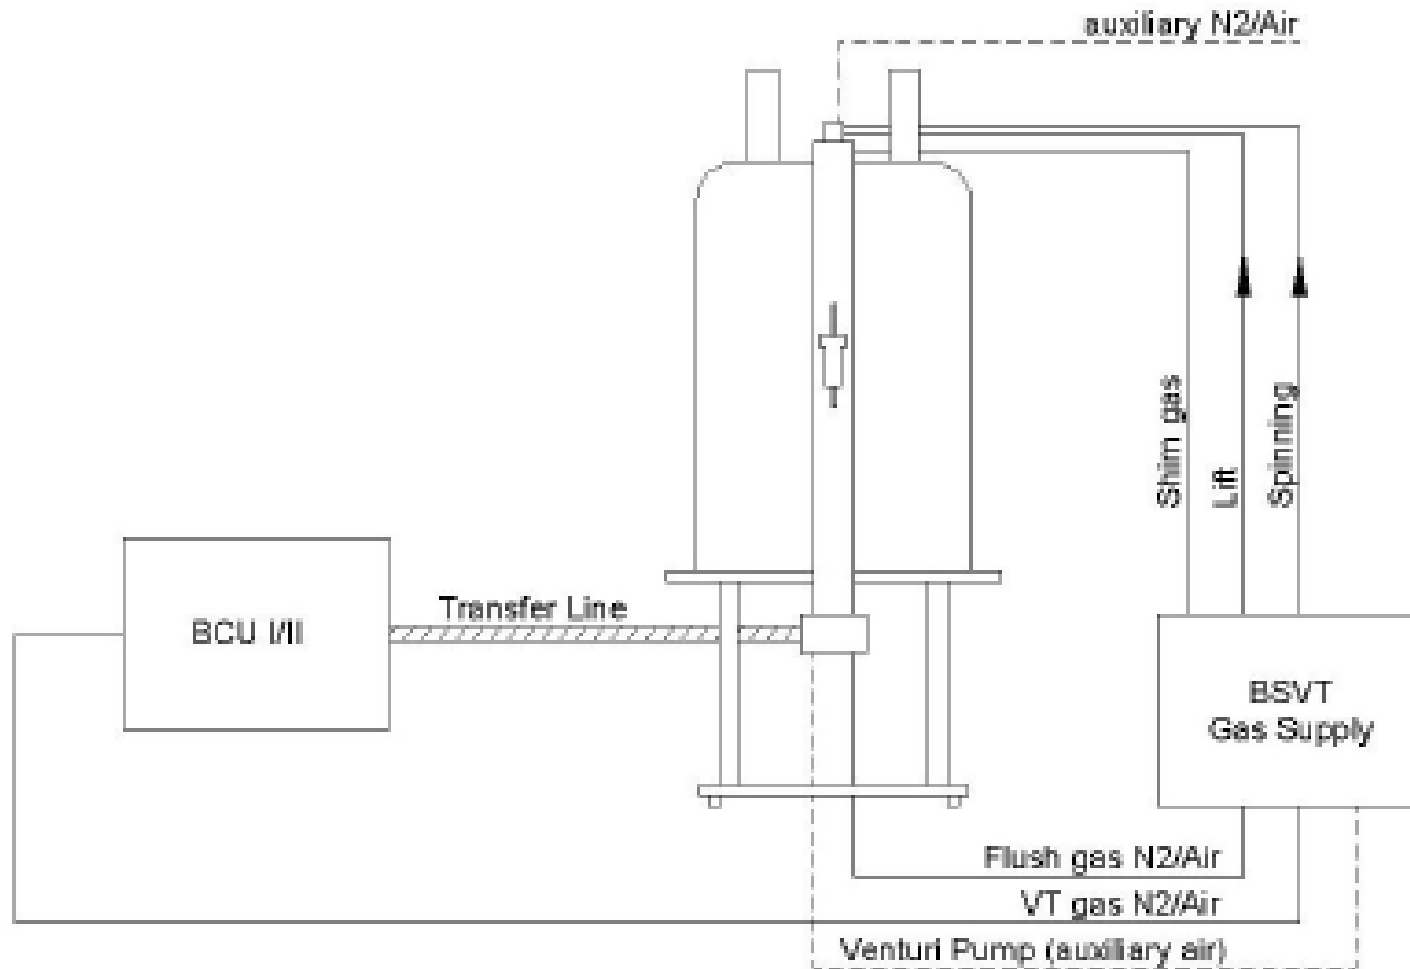 auxiliary N2/Air
Shim gas
Lift
Spinning
Transfer Line
BCU I/II
BSVT
Gas Supply
Flush gas N2/Air
VT gas N2/Air
Venturi Pump (auxiliary air)